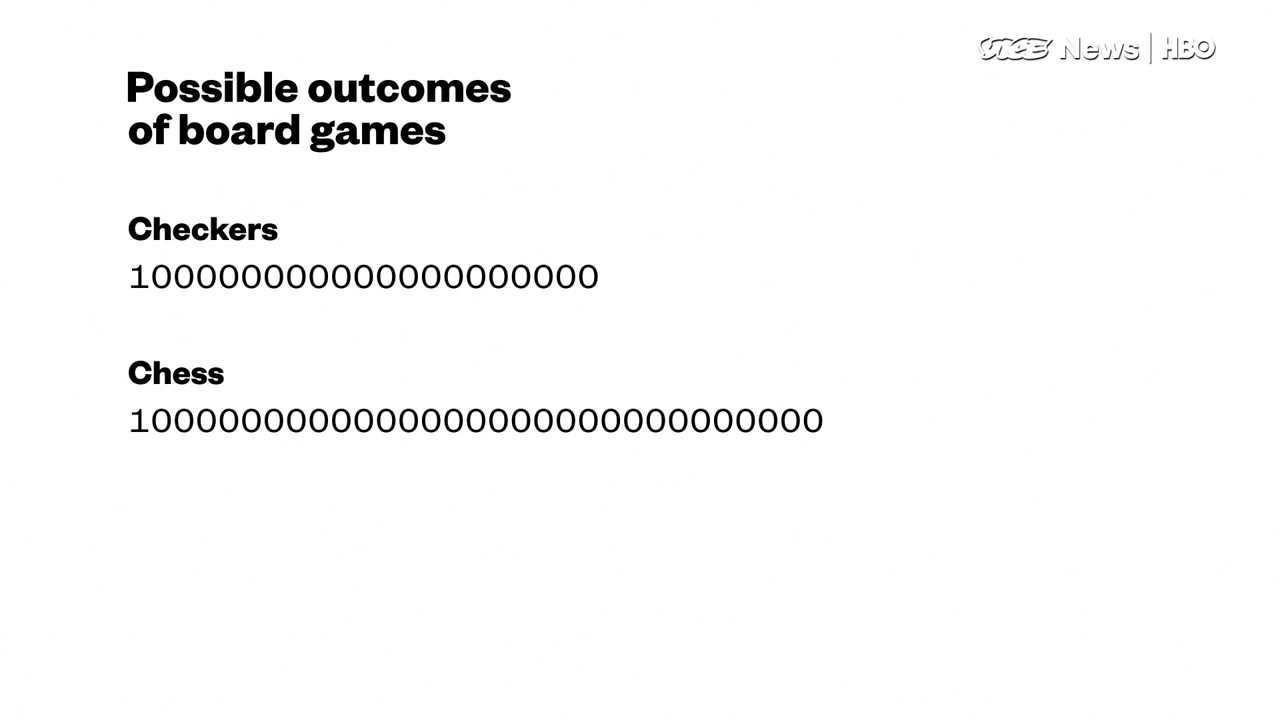 VICE News | HBO
Possible outcomes
of board games
Checkers
100000000000000000000
Chess
1000000000000000000000000000000